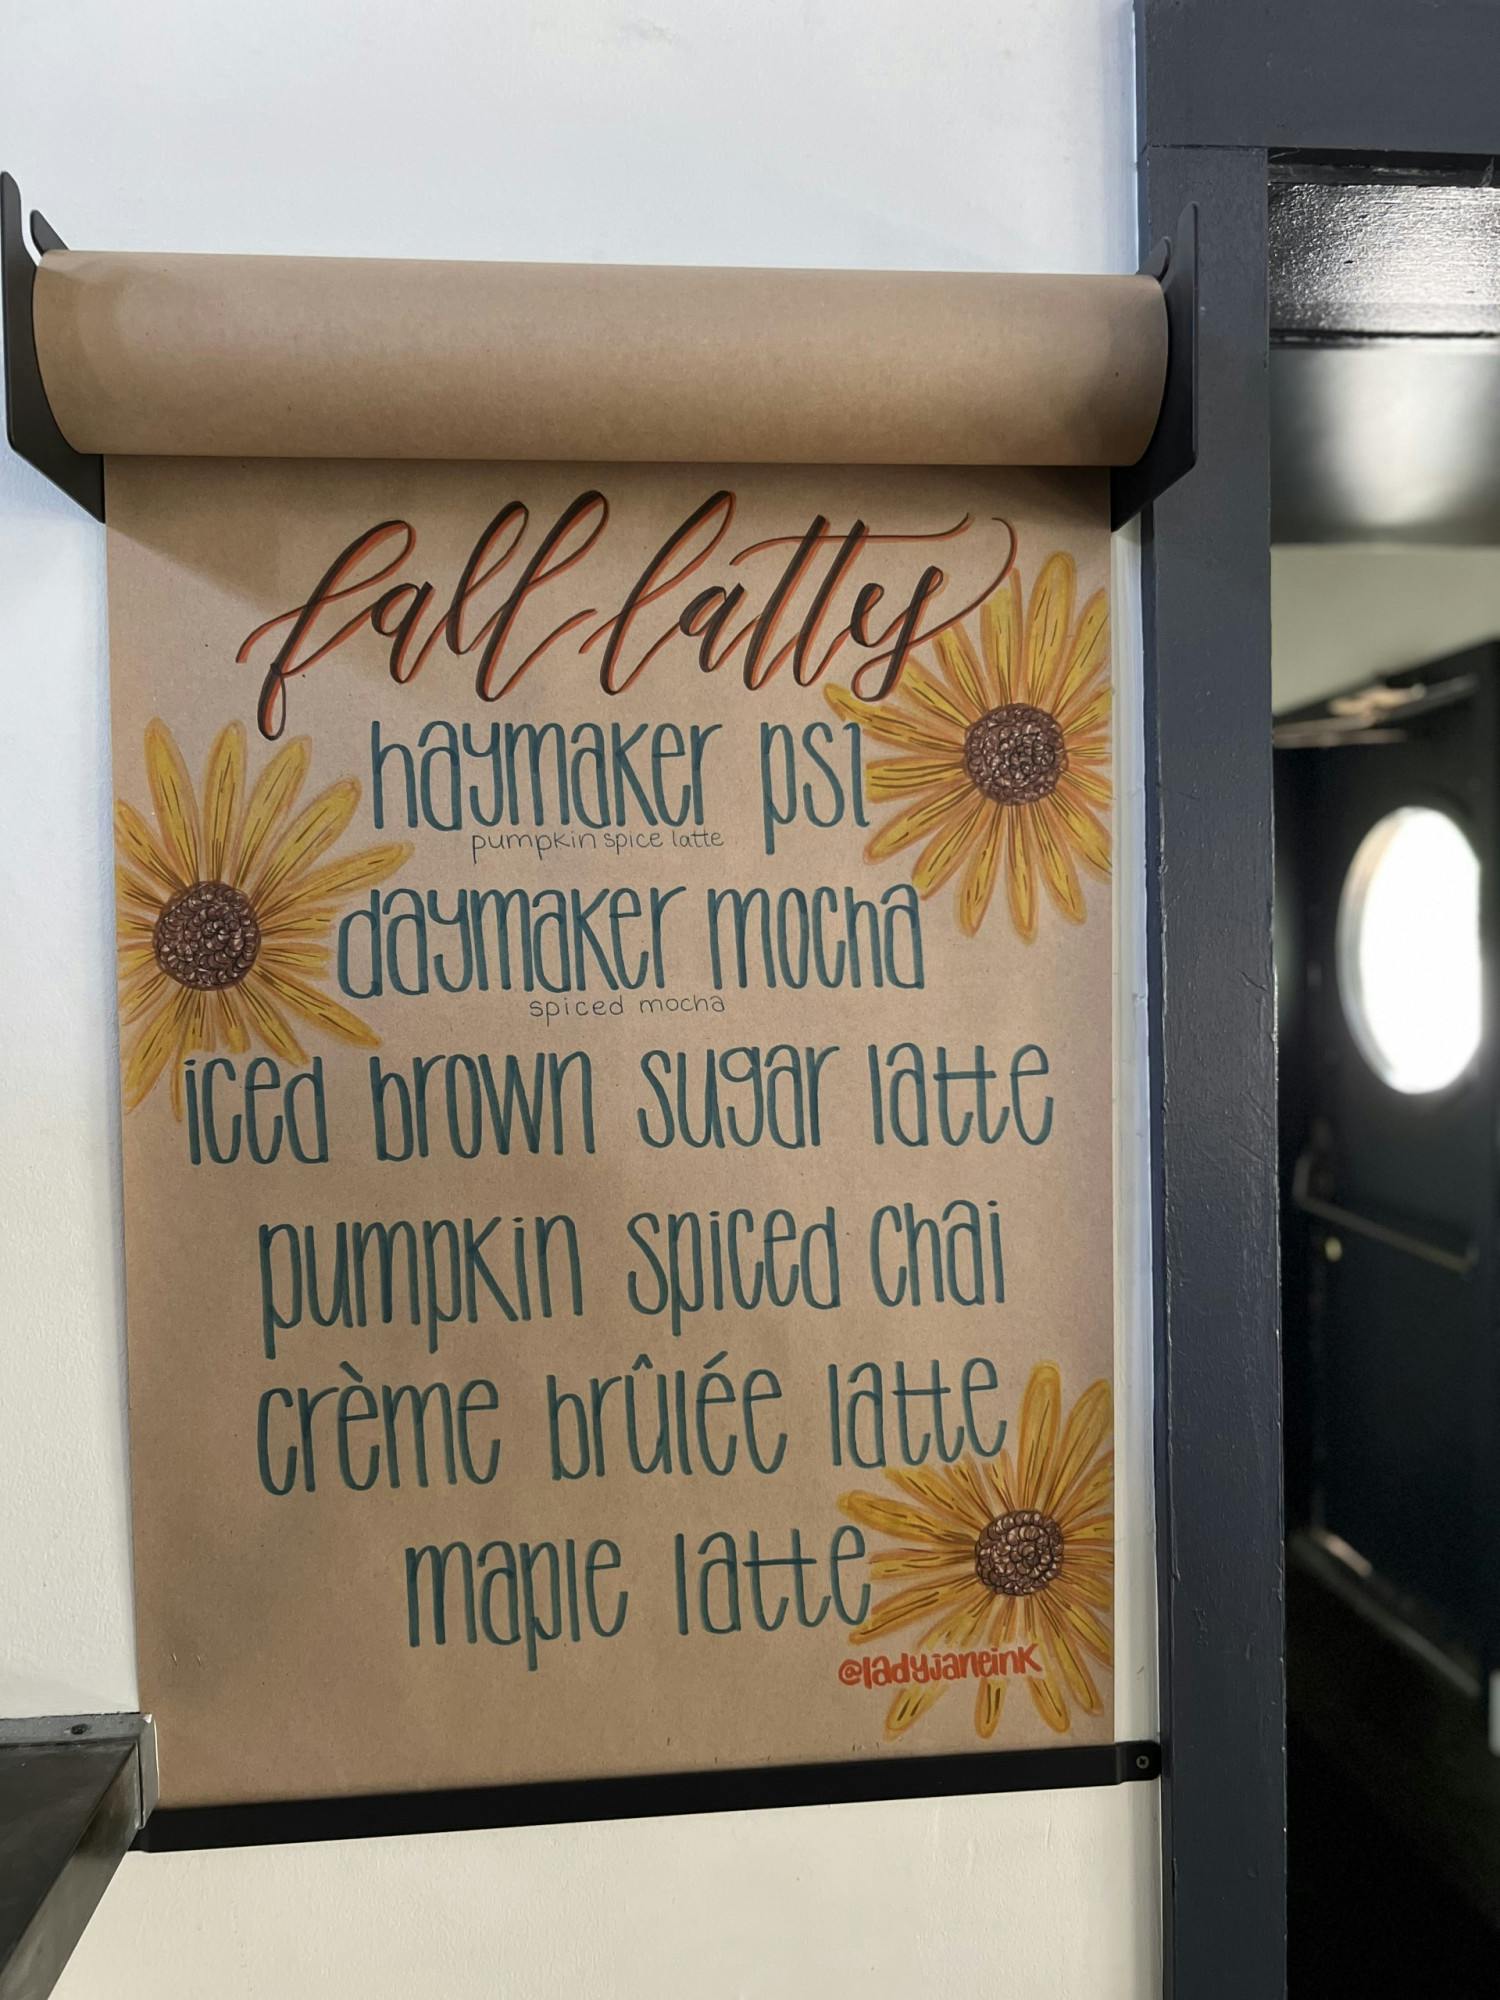 fall lattys
haymaker psl
pumpkin spice latte
daymaker mocha
spiced mocha
iced brown sugar latte
pumpkin spiced chai
crème brûlée latte
maple latte
@ladyjaneink